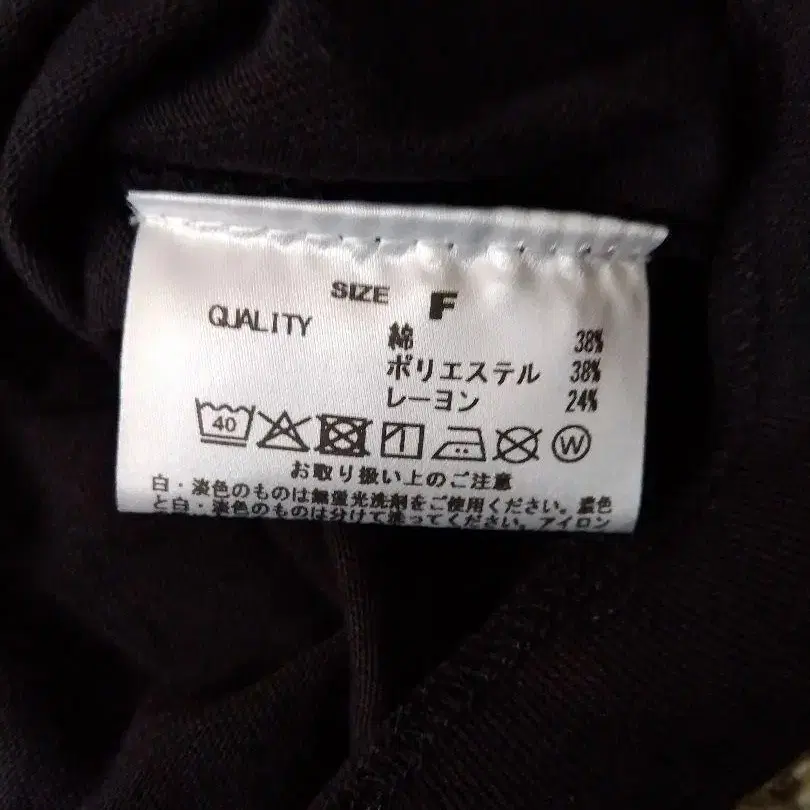 SIZE F
QUALITY
綿 38%
ポリエステル 38%
レーヨン 24%
40 W
お取り扱い上のご注意
白・淡色のものは無蛍光洗剤をご使用ください。濃色
と白・淡色のものは分けて洗ってください。アイロン